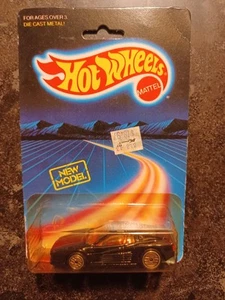 FOR AGES OVER 3
DIE CAST METAL!
HOT WHEELS
MATTEL
NEW
MODEL